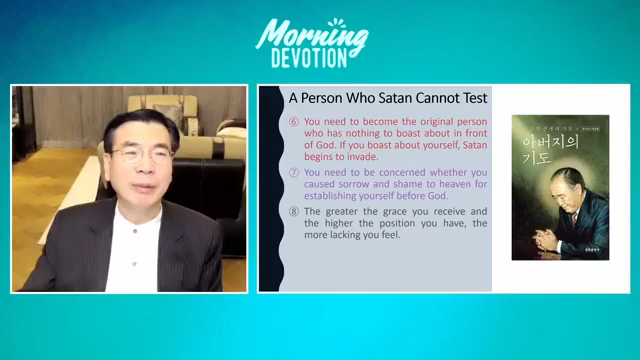 Morning
DEVOTION
A Person Who Satan Cannot Test
⑥ You need to become the original person
who has nothing to boast about in front
of God. If you boast about yourself, Satan
begins to invade.
⑦ You need to be concerned whether you
caused sorrow and shame to heaven for
establishing yourself before God.
⑧ The greater the grace you receive and
the higher the position you have, the
more lacking you feel.
아버지의
기도